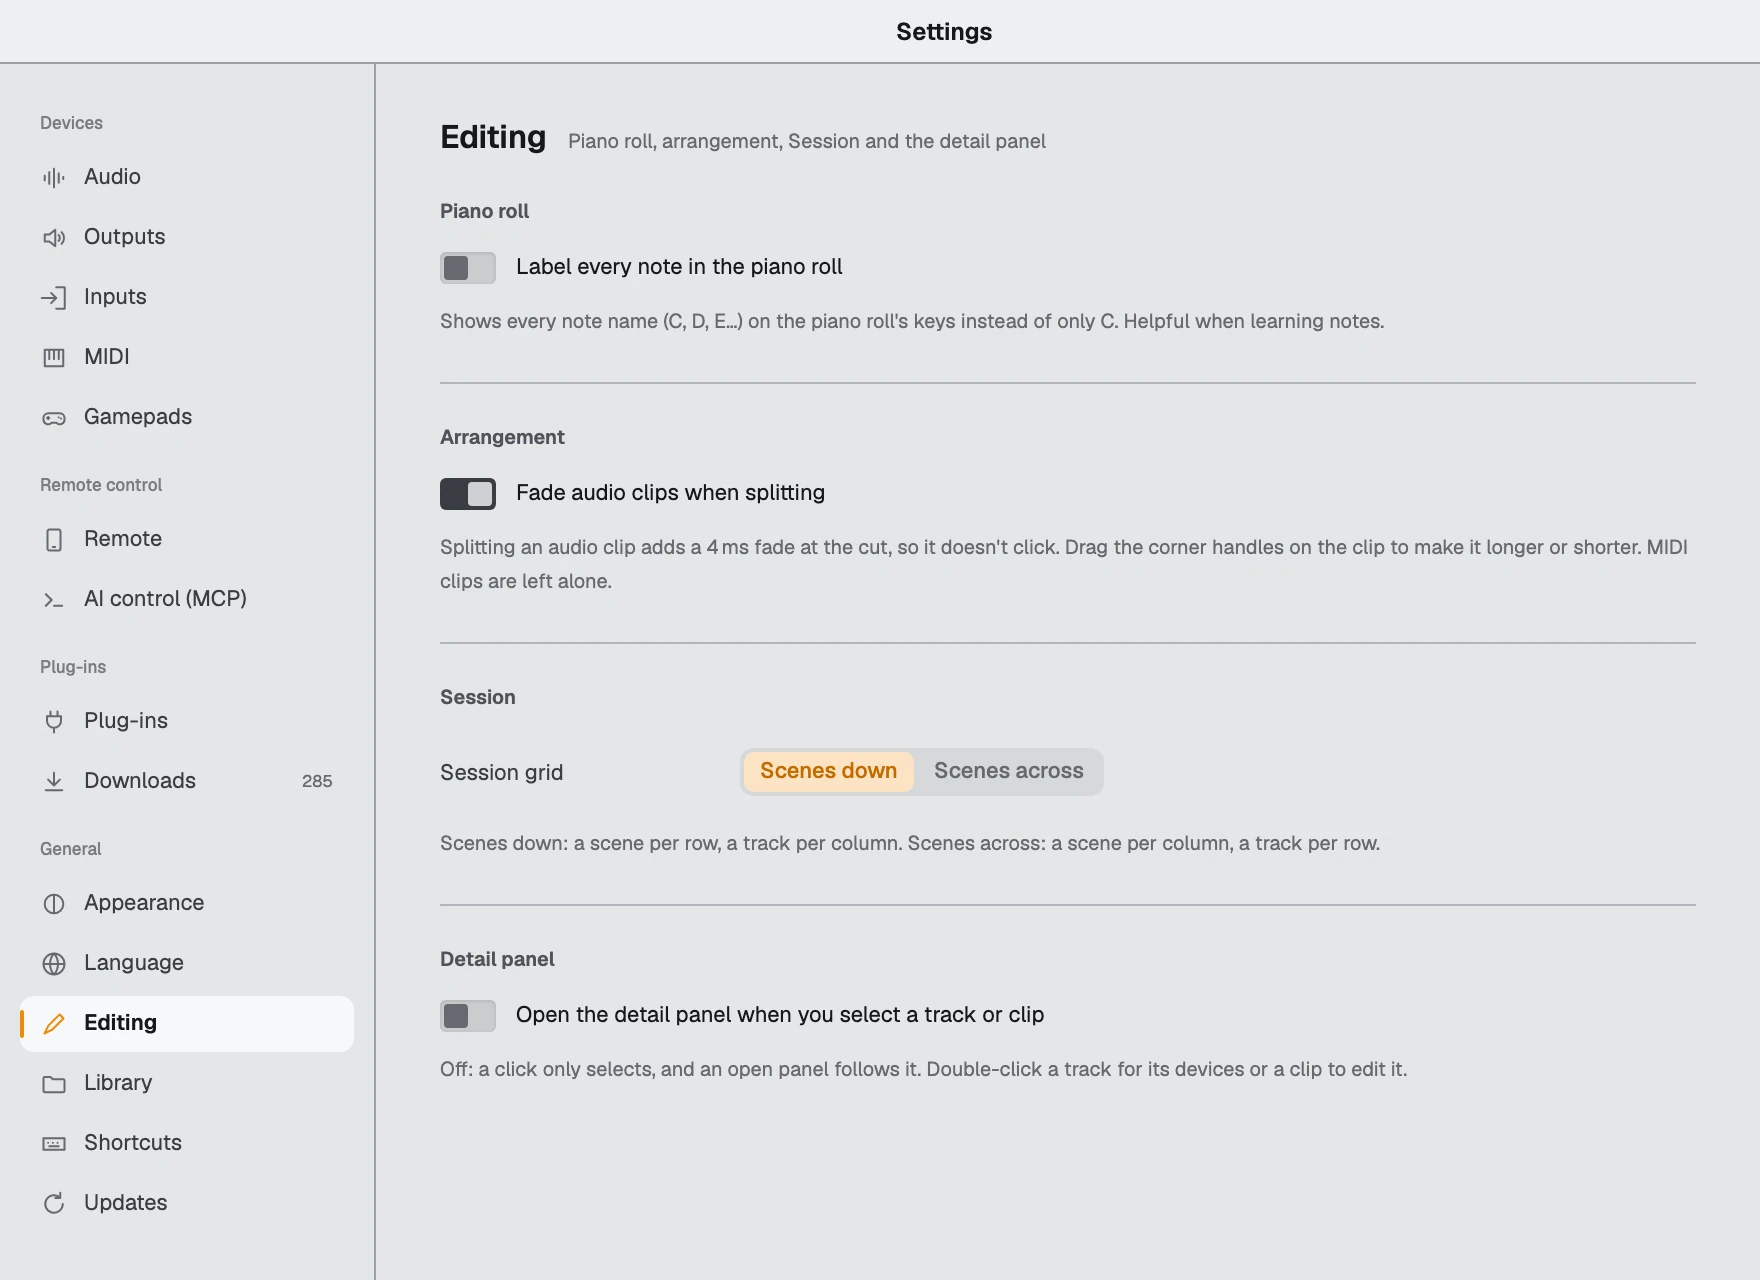 Settings
Devices
Audio
Outputs
Inputs
MIDI
Gamepads
Remote control
Remote
AI control (MCP)
Plug-ins
Plug-ins
Downloads 285
General
Appearance
Language
Editing
Library
Shortcuts
Updates
Editing Piano roll, arrangement, Session and the detail panel
Piano roll
Label every note in the piano roll
Shows every note name (C, D, E...) on the piano roll's keys instead of only C. Helpful when learning notes.
Arrangement
Fade audio clips when splitting
Splitting an audio clip adds a 4 ms fade at the cut, so it doesn't click. Drag the corner handles on the clip to make it longer or shorter. MIDI
clips are left alone.
Session
Session grid Scenes down Scenes across
Scenes down: a scene per row, a track per column. Scenes across: a scene per column, a track per row.
Detail panel
Open the detail panel when you select a track or clip
Off: a click only selects, and an open panel follows it. Double-click a track for its devices or a clip to edit it.